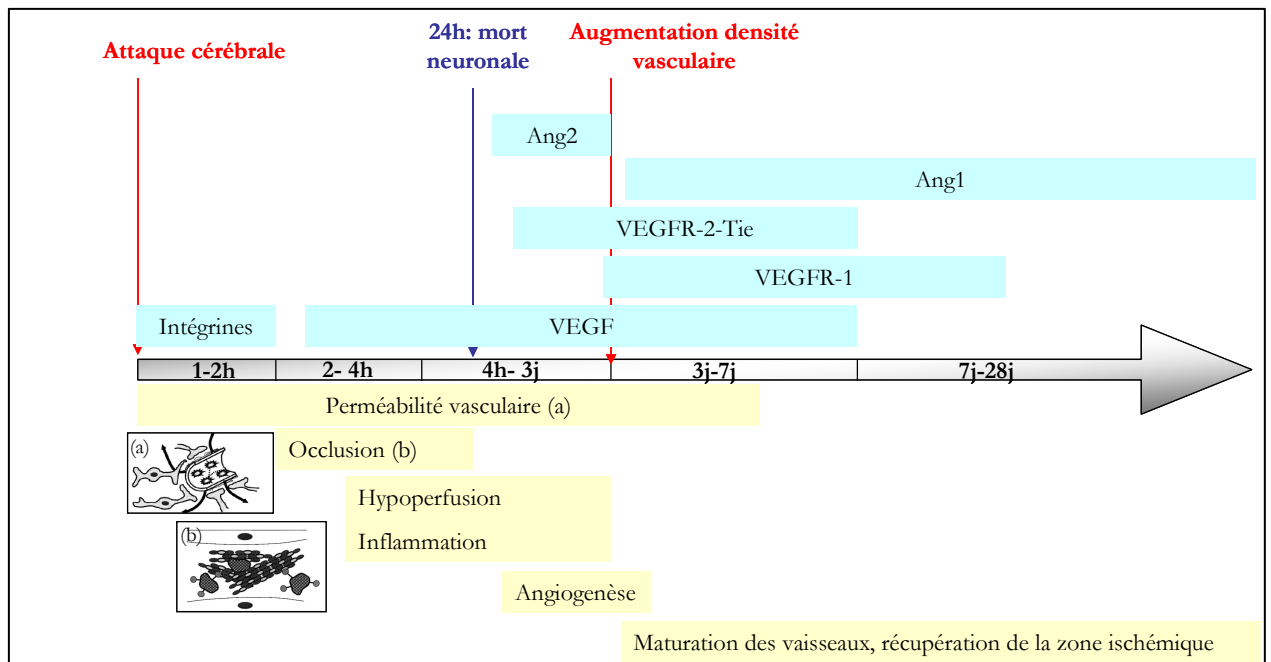 Attaque cérébrale
24h: mort
neuronale
Augmentation densité
vasculaire
Ang2
Ang1
VEGFR-2-Tie
VEGFR-1
Intégrines
VEGF
1-2h
2- 4h
4h- 3j
3j-7j
7j-28j
Perméabilité vasculaire (a)
(a)
Occlusion (b)
Hypoperfusion
Inflammation
(b)
Angiogenèse
Maturation des vaisseaux, récupération de la zone ischémique